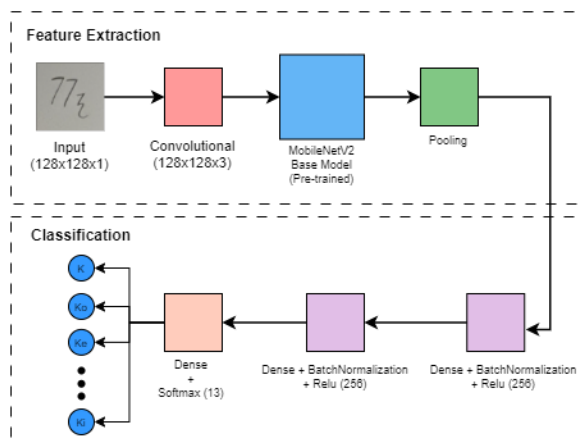 Feature Extraction
Input
(128x128x1)
Convolutional
(128x128x3)
MobileNetV2
Base Model
(Pre-trained)
Pooling
Classification
K
Ko
Ke
Ki
Dense
+
Softmax (13)
Dense + BatchNormalization
+ Relu (256)
Dense + BatchNormalization
+ Relu (256)